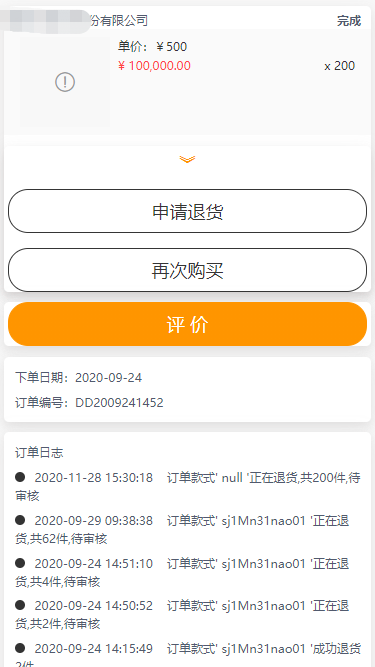 份有限公司 完成
单价：￥500
￥100,000.00 x 200
申请退货
再次购买
评 价
下单日期：2020-09-24
订单编号：DD2009241452
订单日志
2020-11-28 15:30:18 订单款式' null '正在退货,共200件,待
审核
2020-09-29 09:38:38 订单款式' sj1Mn31nao01 '正在退
货,共62件,待审核
2020-09-24 14:51:10 订单款式' sj1Mn31nao01 '正在退
货,共4件,待审核
2020-09-24 14:50:52 订单款式' sj1Mn31nao01 '正在退
货,共2件,待审核
2020-09-24 14:15:49 订单款式' sj1Mn31nao01 '成功退货
2件